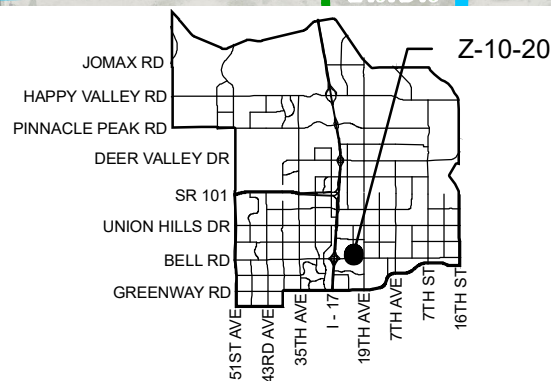 Z-10-20
JOMAX RD
HAPPY VALLEY RD
PINNACLE PEAK RD
DEER VALLEY DR
SR 101
UNION HILLS DR
BELL RD
GREENWAY RD
51ST AVE
43RD AVE
35TH AVE
I - 17
19TH AVE
7TH AVE
7TH ST
16TH ST